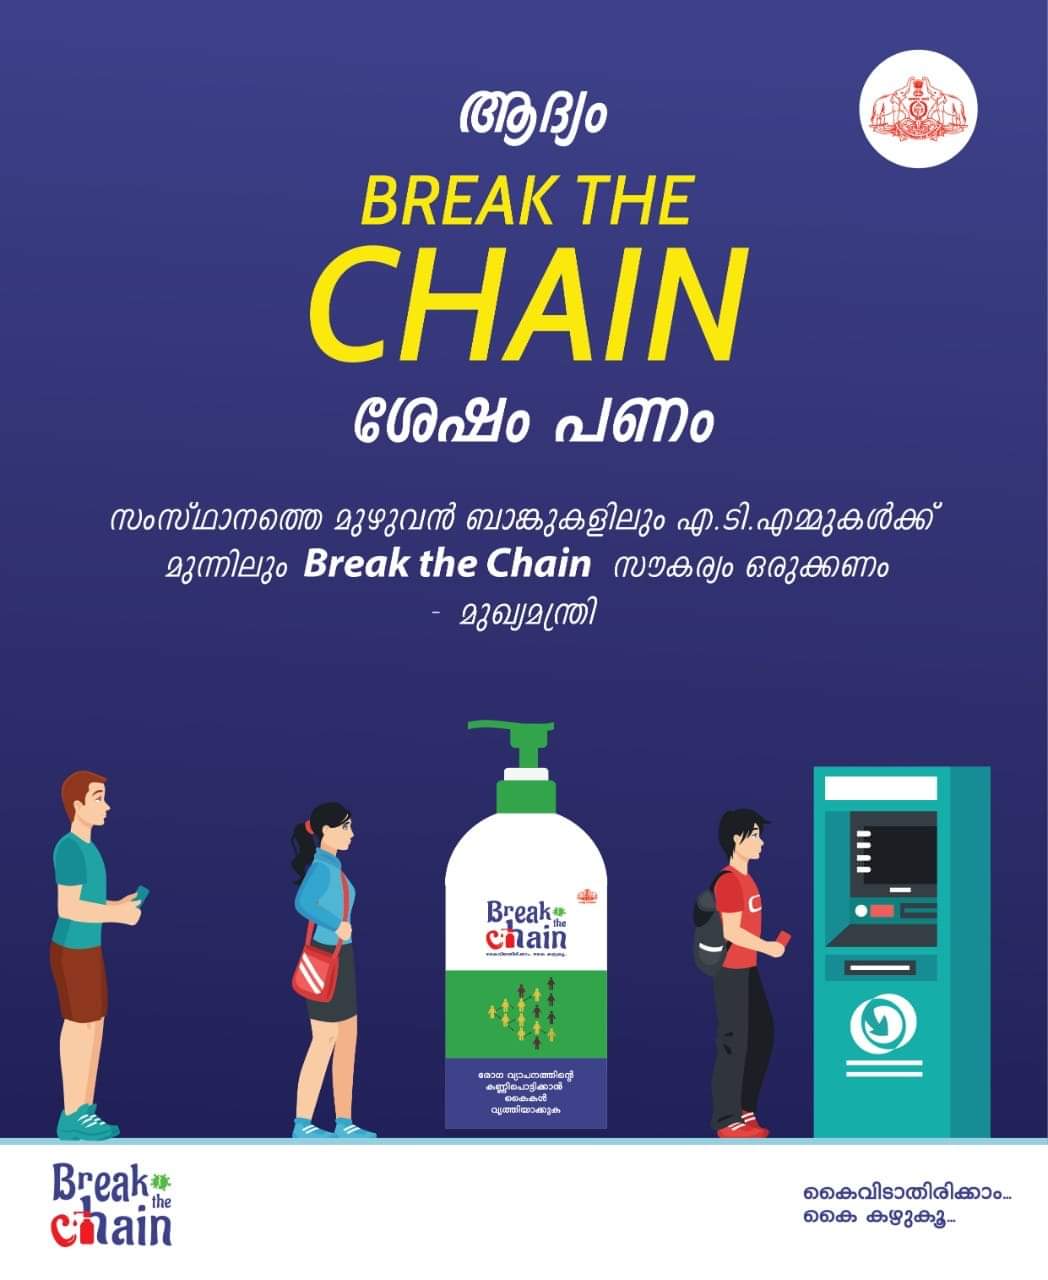 ആദ്യം
BREAK THE
CHAIN
ശേഷം പണം
സംസ്ഥാനത്തെ മുഴുവൻ ബാങ്കുകളിലും എ.ടി.എമ്മുകൾക്ക്
മുന്നിലും Break the Chain സൗകര്യം ഒരുക്കണം
- മുഖ്യമന്ത്രി
Break
the
chain
രോഗ വ്യാപനത്തിന്റെ
കണ്ണിപൊട്ടിക്കാൻ
കൈകൾ
വൃത്തിയാക്കുക
Break
the
chain
കൈവിടാതിരിക്കാം...
കൈ കഴുകൂ...